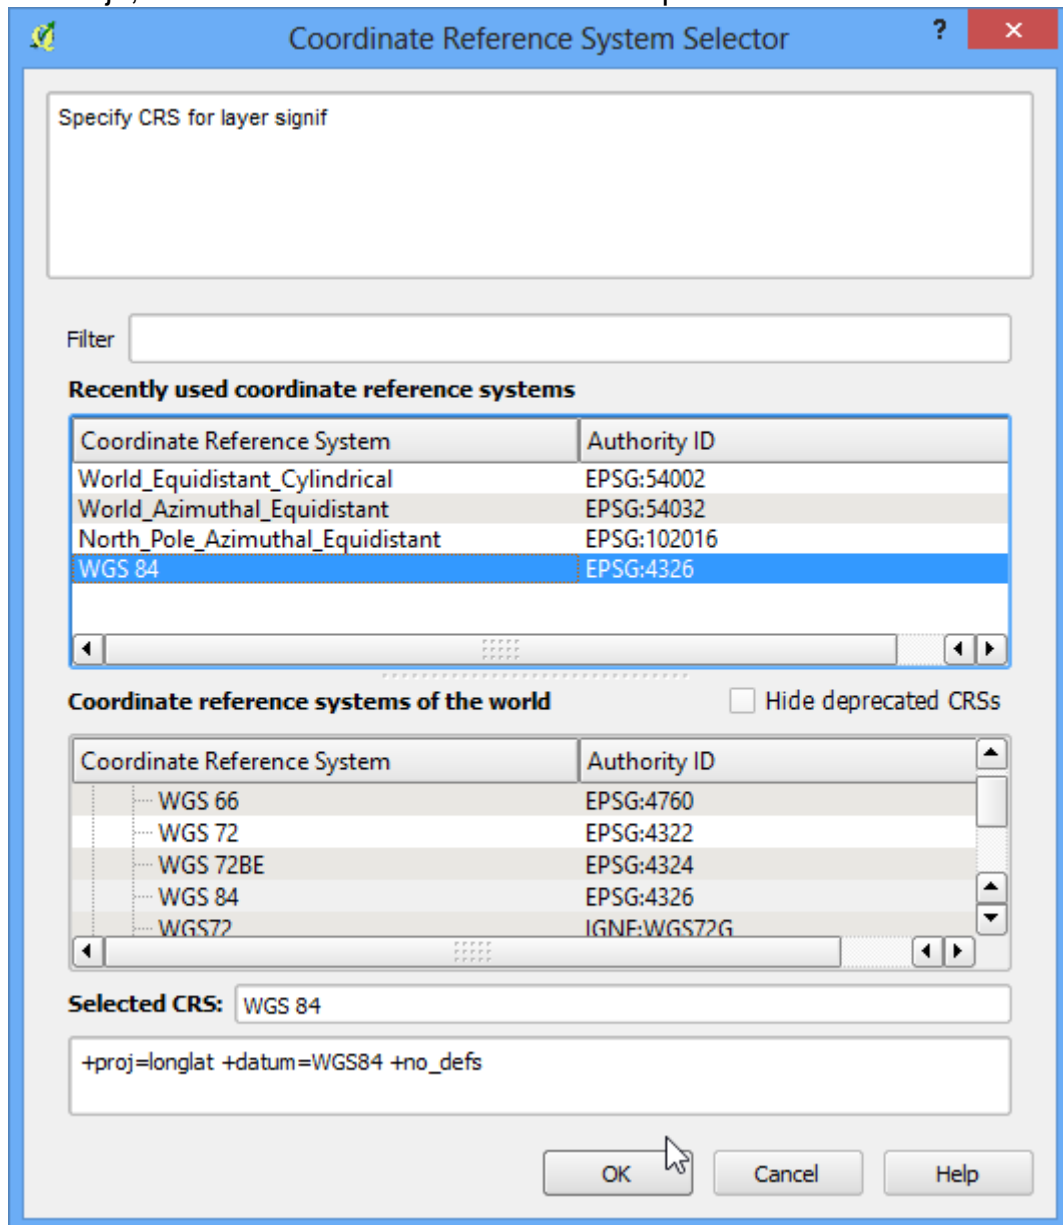 Coordinate Reference System Selector ? ×
Specify CRS for layer signif
Filter
Recently used coordinate reference systems
Coordinate Reference System Authority ID
World_Equidistant_Cylindrical EPSG:54002
World_Azimuthal_Equidistant EPSG:54032
North_Pole_Azimuthal_Equidistant EPSG:102016
WGS 84 EPSG:4326
Coordinate reference systems of the world Hide deprecated CRSs
Coordinate Reference System Authority ID
WGS 66 EPSG:4760
WGS 72 EPSG:4322
WGS 72BE EPSG:4324
WGS 84 EPSG:4326
WGS72 IGNF:WGS72G
Selected CRS: WGS 84
+proj=longlat +datum=WGS84 +no_defs
OK Cancel Help